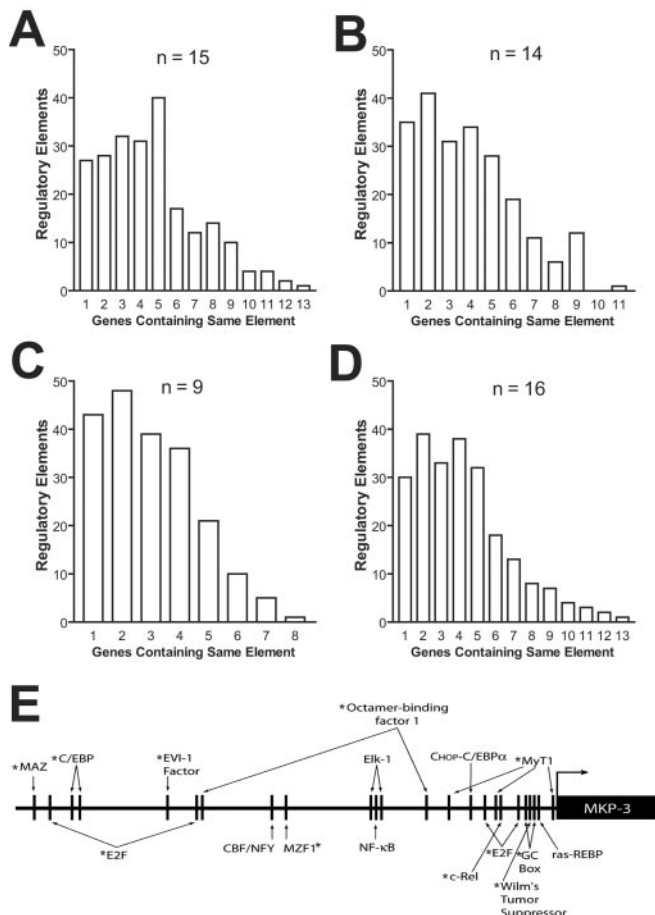 A
n = 15
Regulatory Elements
50
40
30
20
10
0
1 2 3 4 5 6 7 8 9 10 11 12 13
Genes Containing Same Element
B
n = 14
Regulatory Elements
50
40
30
20
10
0
1 2 3 4 5 6 7 8 9 10 11
Genes Containing Same Element
C
n = 9
Regulatory Elements
50
40
30
20
10
0
1 2 3 4 5 6 7 8
Genes Containing Same Element
D
n = 16
Regulatory Elements
50
40
30
20
10
0
1 2 3 4 5 6 7 8 9 10 11 12 13
Genes Containing Same Element
E
*MAZ
*C/EBP
*EVI-1
Factor
*Octamer-binding
factor 1
Elk-1
CHOP-C/EBPα
*MyT1
MKP-3
*E2F
CBF/NFY
MZF1*
NF-κB
*c-Rel
*E2F
*GC
Box
ras-REBP
*Wilm's
Tumor
Suppressor